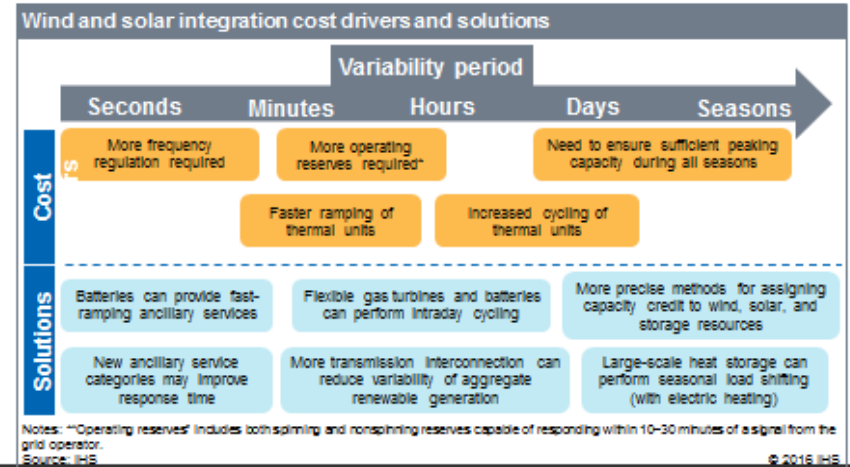 Wind and solar integration cost drivers and solutions
Variability period
Seconds Minutes Hours Days Seasons
Cost
rs
More frequency
regulation required
More operating
reserves required*
Need to ensure sufficient peaking
capacity during all seasons
Faster ramping of
thermal units
Increased cycling of
thermal units
Solutions
Batteries can provide fast-
ramping ancillary services
Flexible gas turbines and batteries
can perform intraday cycling
More precise methods for assigning
capacity credit to wind, solar, and
storage resources
New ancillary service
categories may improve
response time
More transmission interconnection can
reduce variability of aggregate
renewable generation
Large-scale heat storage can
perform seasonal load shifting
(with electric heating)
Notes: *"Operating reserves" includes both spinning and nonspinning reserves capable of responding within 10–30 minutes of a signal from the
grid operator.
Source: IHS
© 2016 IHS